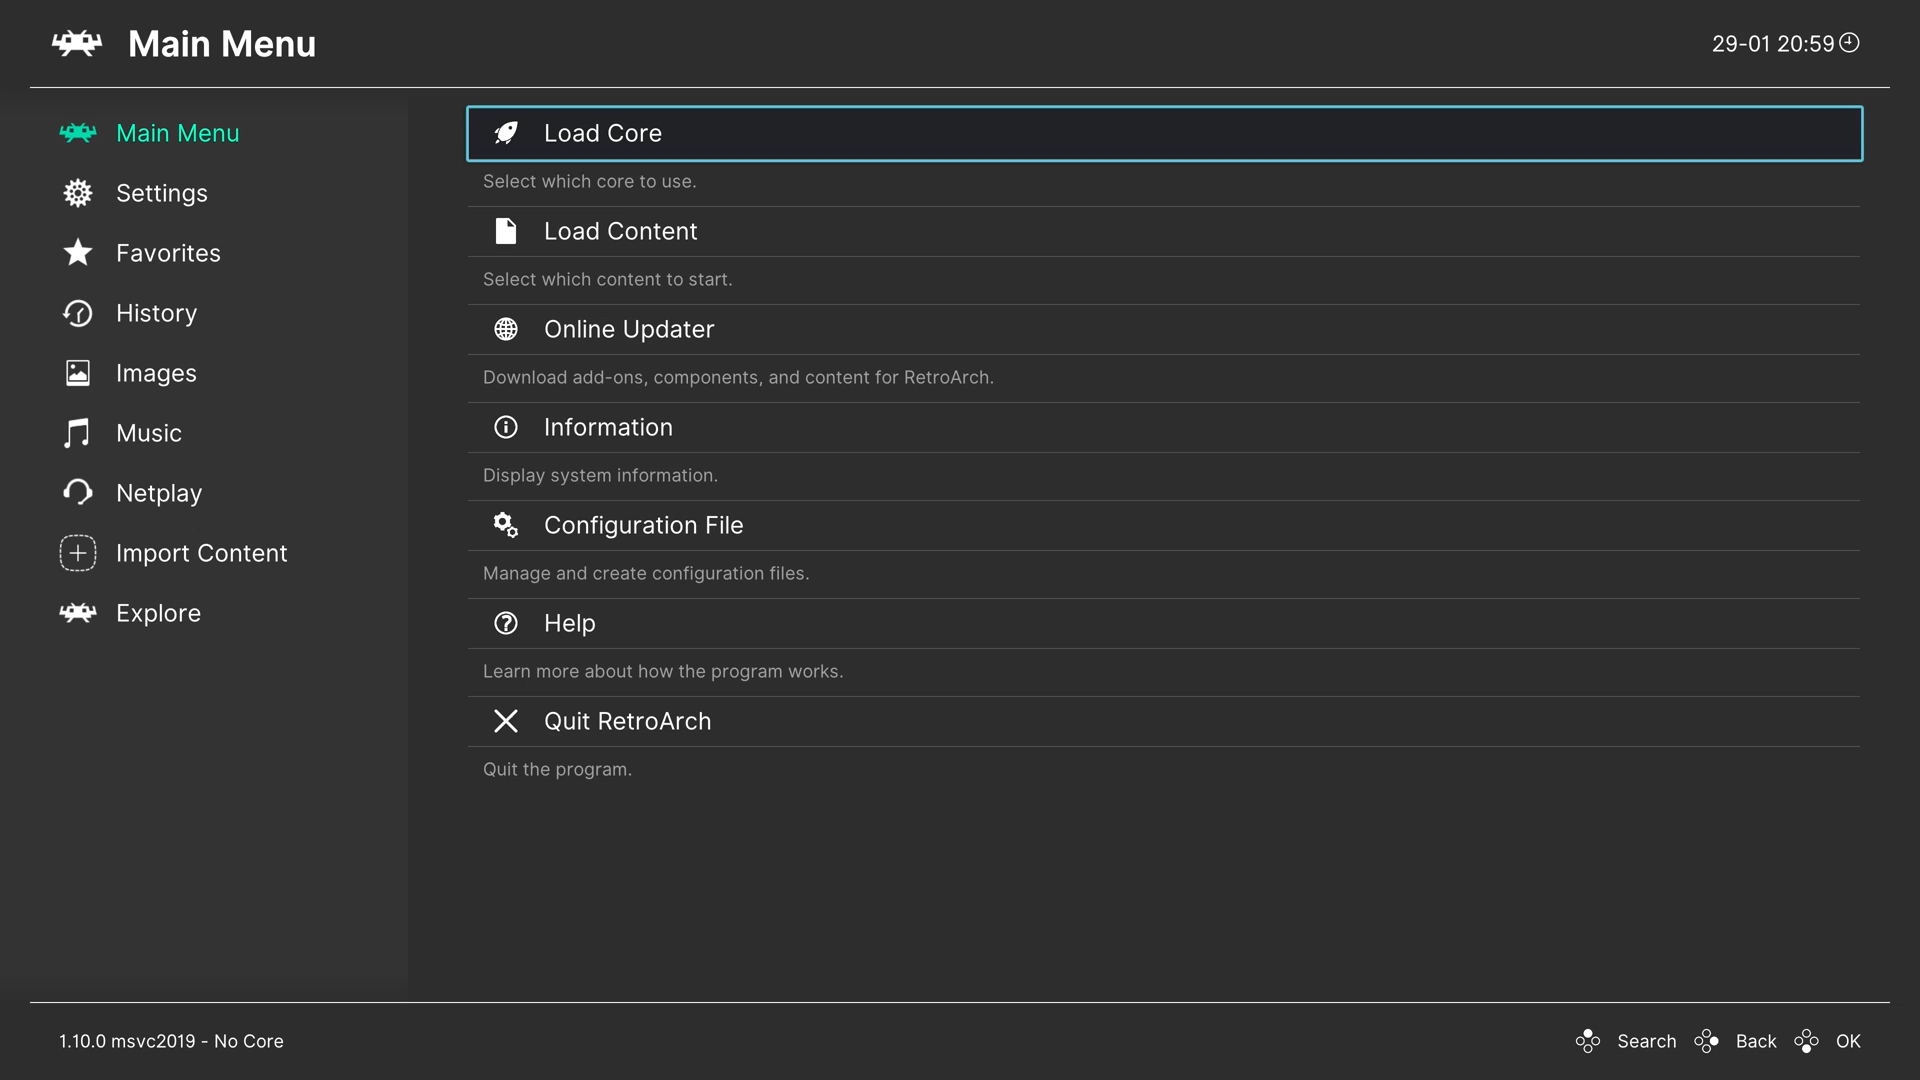 Main Menu
29-01 20:59
Main Menu
Settings
Favorites
History
Images
Music
Netplay
Import Content
Explore
Load Core
Select which core to use.
Load Content
Select which content to start.
Online Updater
Download add-ons, components, and content for RetroArch.
Information
Display system information.
Configuration File
Manage and create configuration files.
Help
Learn more about how the program works.
Quit RetroArch
Quit the program.
1.10.0 msvc2019 - No Core
Search Back OK